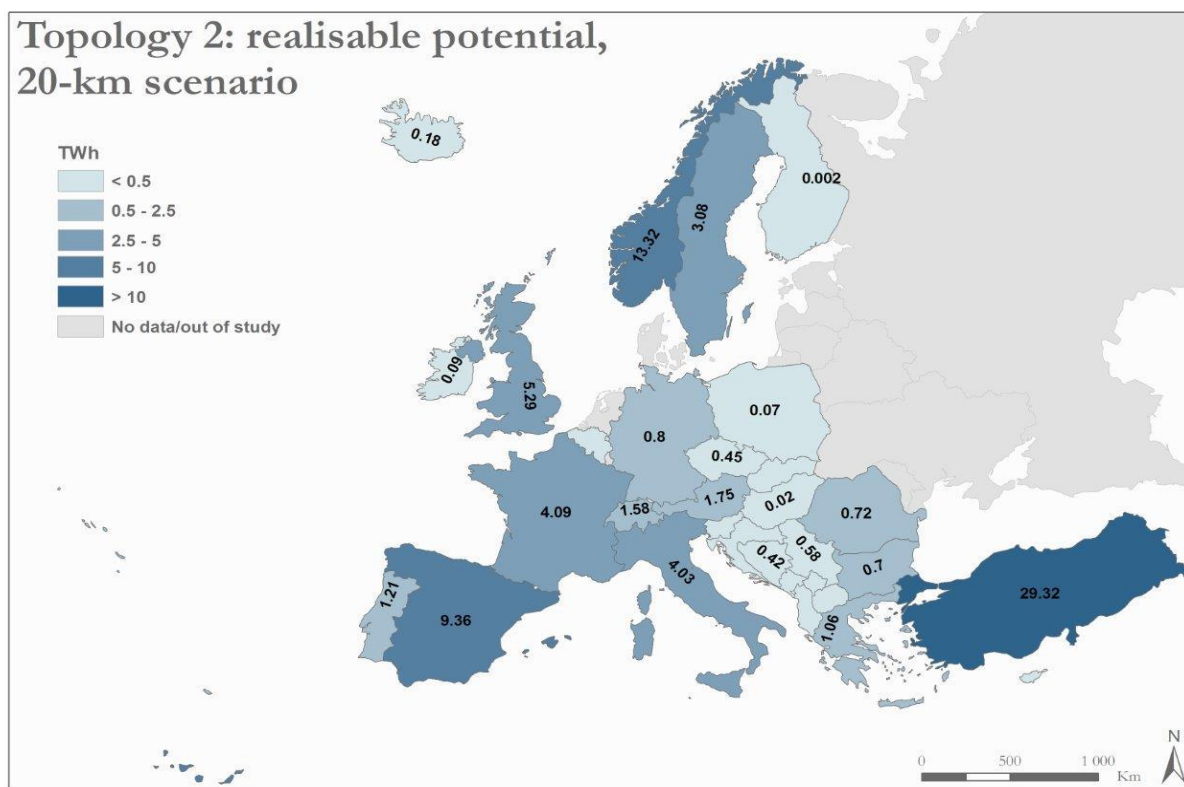 Topology 2: realisable potential,
20-km scenario
TWh
< 0.5
0.5 - 2.5
2.5 - 5
5 - 10
> 10
No data/out of study
0.18
0.002
3.08
13.32
0.09
5.29
0.07
0.8
0.45
4.09
1.58
1.75
0.02
0.72
0.42
0.58
0.7
4.03
1.21
9.36
1.06
29.32
N
0 500 1 000
Km